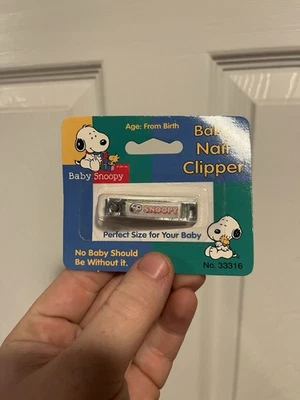 Age: From Birth
Baby
Nail
Clipper
Baby Snoopy
SNOOPY
Perfect Size for Your Baby
No Baby Should
Be Without it.
No. 33316